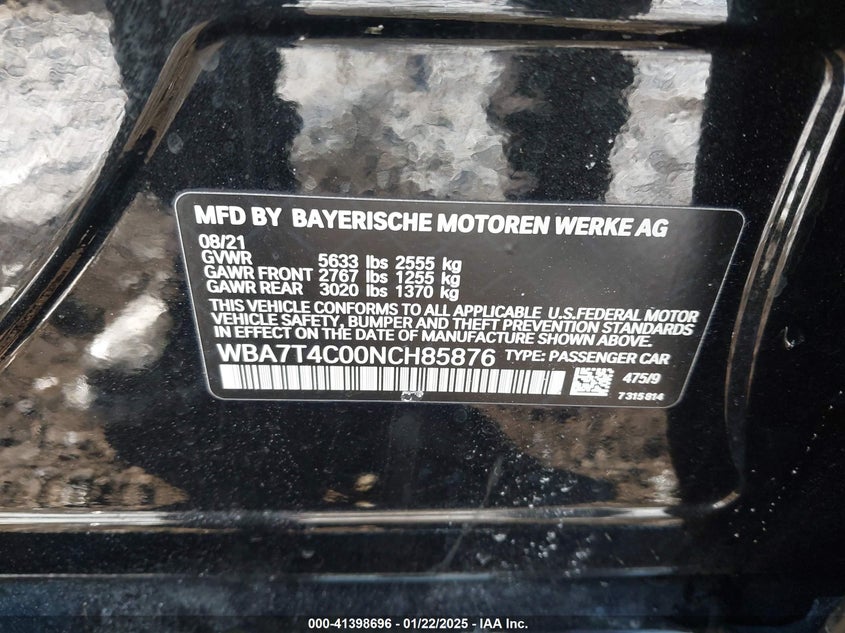 MFD BY BAYERISCHE MOTOREN WERKE AG
08/21
GVWR 5633 lbs 2555 kg
GAWR FRONT 2767 lbs 1255 kg
GAWR REAR 3020 lbs 1370 kg
THIS VEHICLE CONFORMS TO ALL APPLICABLE U.S.FEDERAL MOTOR
VEHICLE SAFETY, BUMPER AND THEFT PREVENTION STANDARDS
IN EFFECT ON THE DATE OF MANUFACTURE SHOWN ABOVE.
WBA7T4C00NCH85876 TYPE: PASSENGER CAR
475/9
7315814
000-41398696 - 01/22/2025 - IAA Inc.